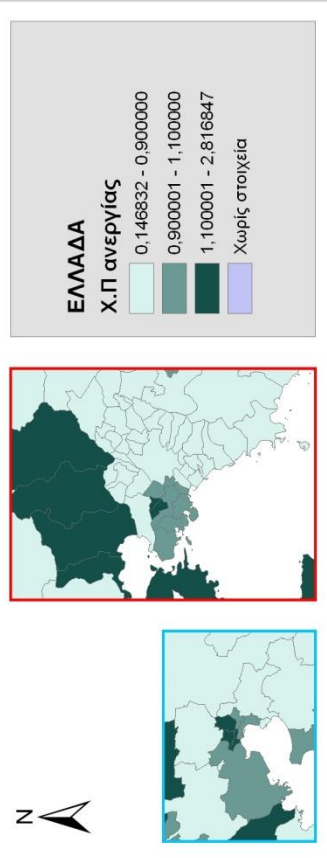 ΕΛΛΑΔΑ
Χ.Π ανεργίας
0,146832 - 0,900000
0,900001 - 1,100000
1,100001 - 2,816847
Χωρίς στοιχεία
N